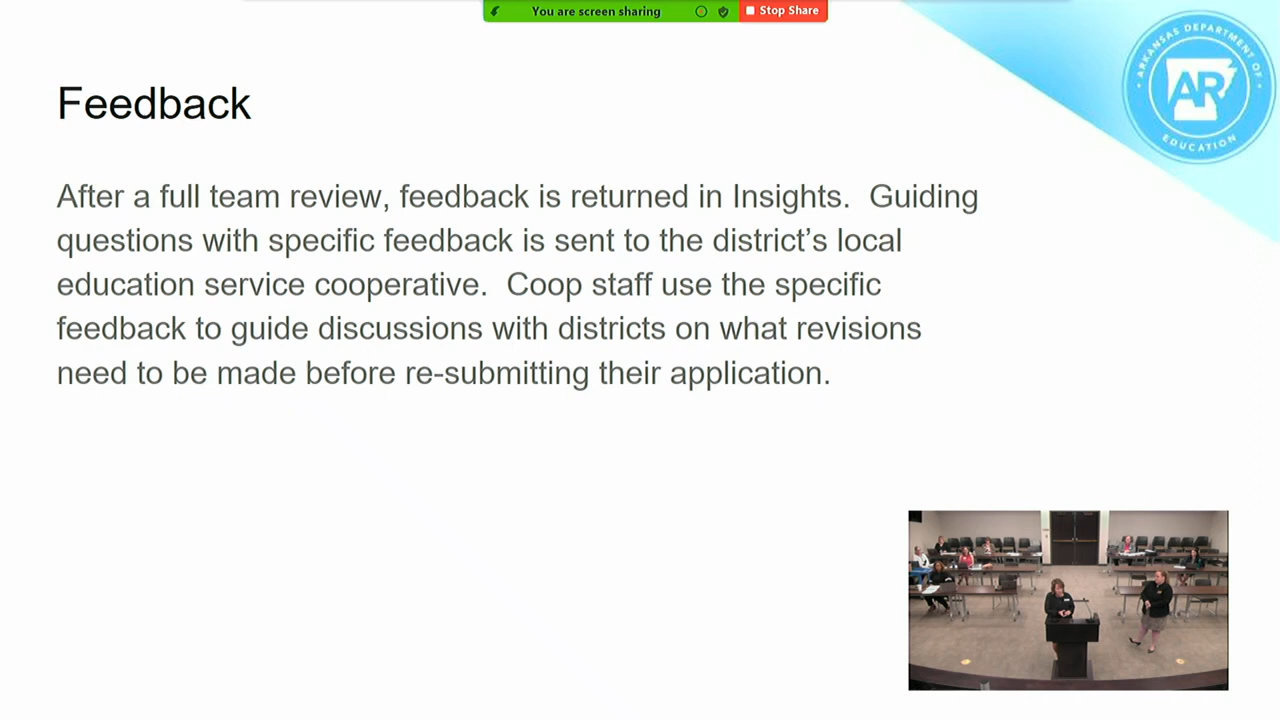 You are screen sharing
Stop Share
ARKANSAS DEPARTMENT OF
AR
EDUCATION
Feedback
After a full team review, feedback is returned in Insights.  Guiding
questions with specific feedback is sent to the district’s local
education service cooperative.  Coop staff use the specific
feedback to guide discussions with districts on what revisions
need to be made before re-submitting their application.